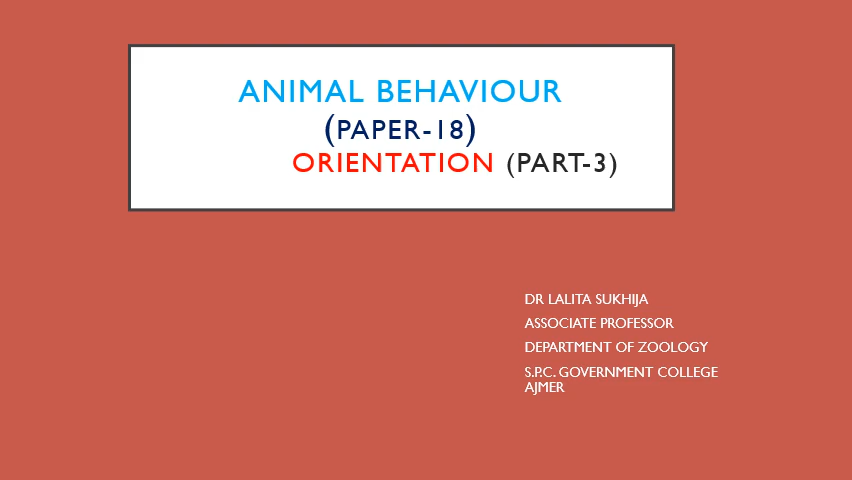 ANIMAL BEHAVIOUR
(PAPER-18)
ORIENTATION (PART-3)
DR LALITA SUKHIJA
ASSOCIATE PROFESSOR
DEPARTMENT OF ZOOLOGY
S.P.C. GOVERNMENT COLLEGE
AJMER